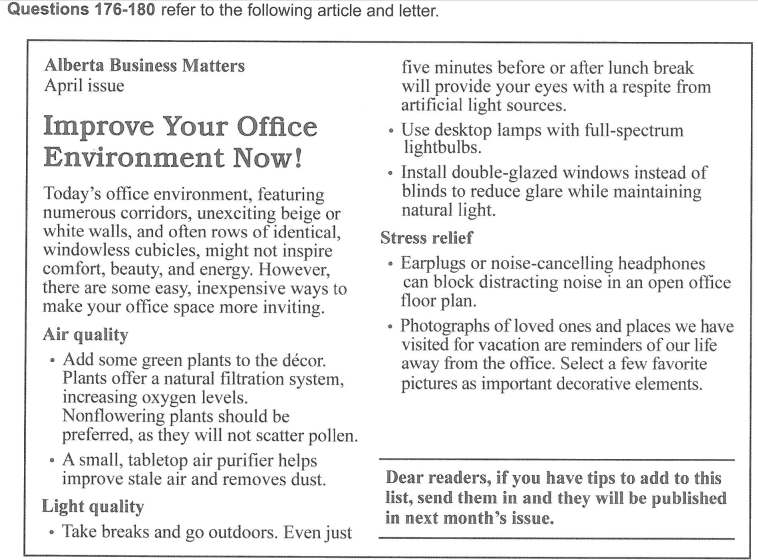 Questions 176-180 refer to the following article and letter.
Alberta Business Matters
April issue
Improve Your Office
Environment Now!
Today's office environment, featuring
numerous corridors, unexciting beige or
white walls, and often rows of identical,
windowless cubicles, might not inspire
comfort, beauty, and energy. However,
there are some easy, inexpensive ways to
make your office space more inviting.
Air quality
• Add some green plants to the décor.
Plants offer a natural filtration system,
increasing oxygen levels.
Nonflowering plants should be
preferred, as they will not scatter pollen.
• A small, tabletop air purifier helps
improve stale air and removes dust.
Light quality
• Take breaks and go outdoors. Even just
five minutes before or after lunch break
will provide your eyes with a respite from
artificial light sources.
• Use desktop lamps with full-spectrum
lightbulbs.
• Install double-glazed windows instead of
blinds to reduce glare while maintaining
natural light.
Stress relief
• Earplugs or noise-cancelling headphones
can block distracting noise in an open office
floor plan.
• Photographs of loved ones and places we have
visited for vacation are reminders of our life
away from the office. Select a few favorite
pictures as important decorative elements.
Dear readers, if you have tips to add to this
list, send them in and they will be published
in next month's issue.